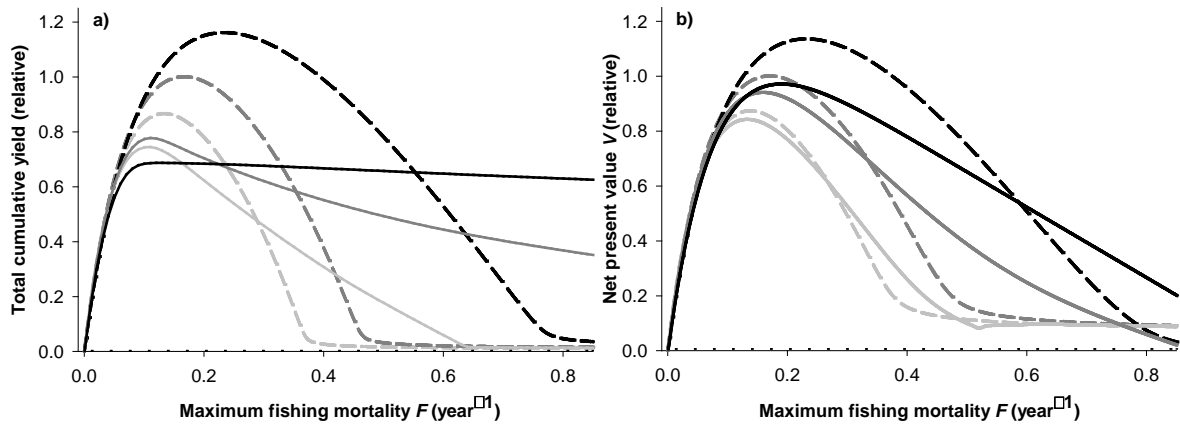 a)
Total cumulative yield (relative)
1.2
1.0
0.8
0.6
0.4
0.2
0.0
0.0 0.2 0.4 0.6 0.8
Maximum fishing mortality F (year□1)
b)
Net present value V (relative)
1.2
1.0
0.8
0.6
0.4
0.2
0.0
0.0 0.2 0.4 0.6 0.8
Maximum fishing mortality F (year□1)